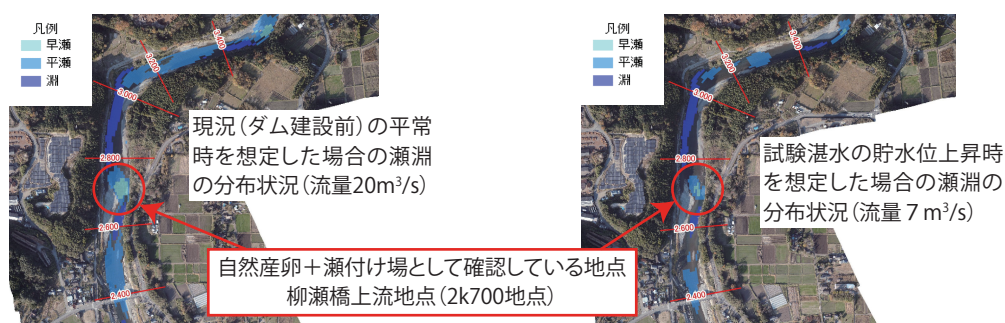 凡例
早瀬
平瀬
淵
3,400
3,200
3,000
2,800
2,600
2,400
現況（ダム建設前）の平常
時を想定した場合の瀬淵
の分布状況（流量20m³/s）
凡例
早瀬
平瀬
淵
3,400
3,200
3,000
2,800
2,600
2,400
試験湛水の貯水位上昇時
を想定した場合の瀬淵の
分布状況（流量７m³/s）
自然産卵＋瀬付け場として確認している地点
柳瀬橋上流地点（2k700地点）